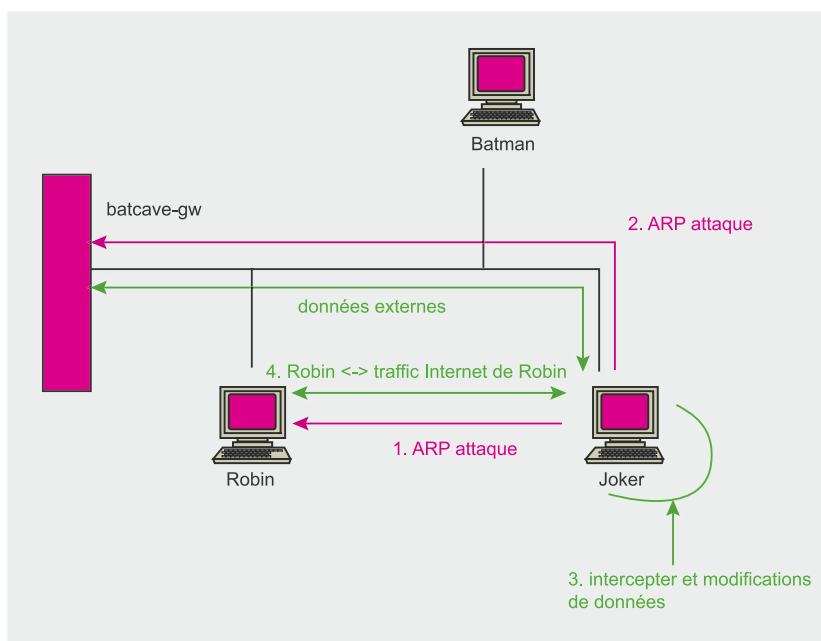 Batman
batcave-gw
2. ARP attaque
données externes
4. Robin <-> traffic Internet de Robin
1. ARP attaque
Robin
Joker
3. intercepter et modifications
de données